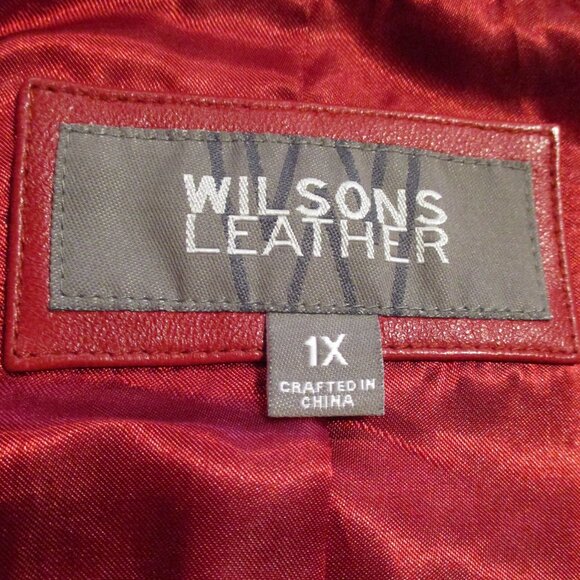 WILSONS
LEATHER
1X
CRAFTED IN
CHINA